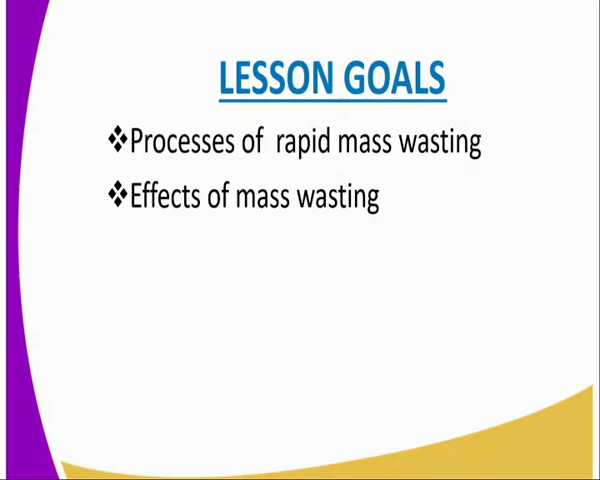 LESSON GOALS
❖Processes of rapid mass wasting
❖Effects of mass wasting